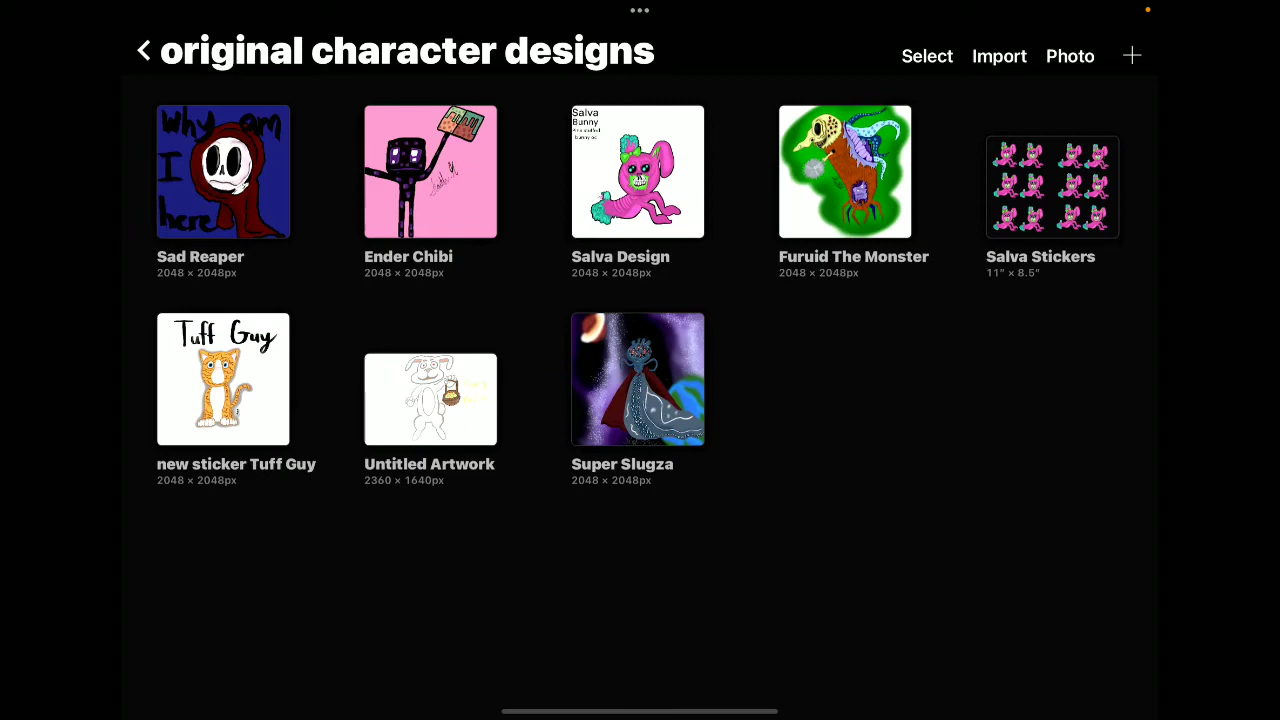 original character designs
Select Import Photo
why am
I
here
Salva
Bunny
Sad Reaper
2048 × 2048px
Ender Chibi
2048 × 2048px
Salva Design
2048 × 2048px
Furuid The Monster
2048 × 2048px
Salva Stickers
11" × 8.5"
Tuff Guy
new sticker Tuff Guy
2048 × 2048px
Untitled Artwork
2360 × 1640px
Super Slugza
2048 × 2048px